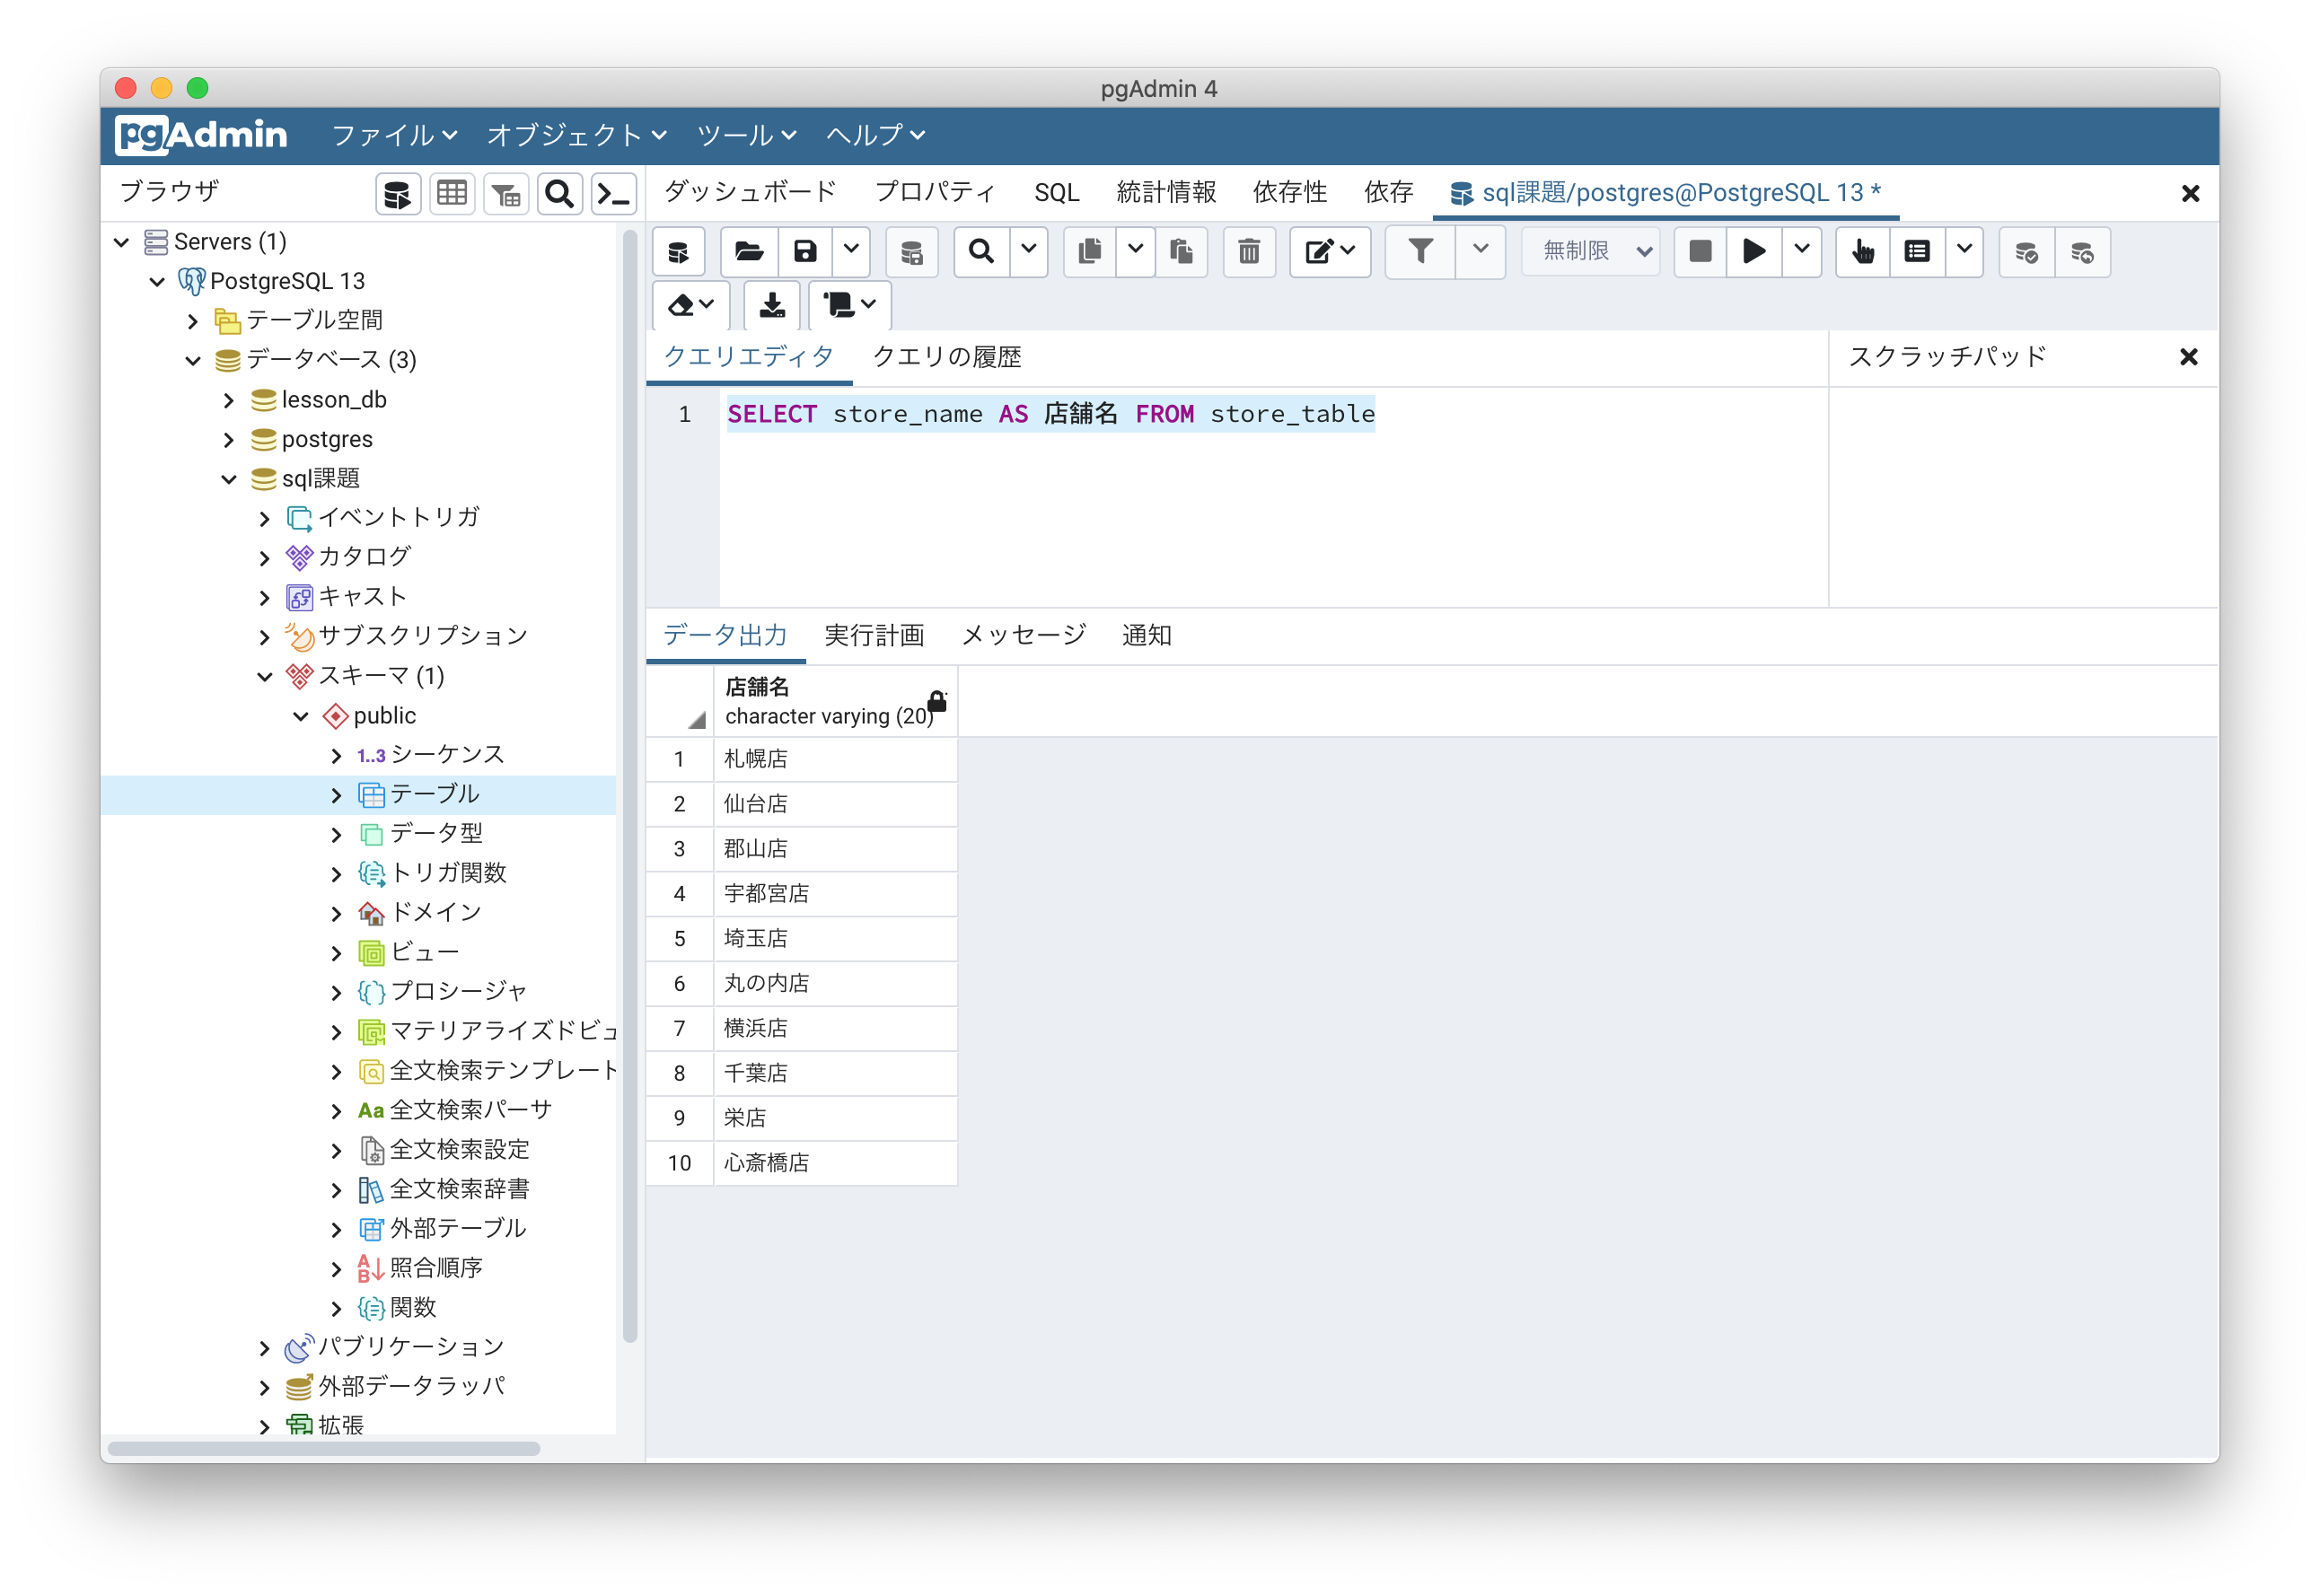 pgAdmin 4
pgAdmin ファイル オブジェクト ツール ヘルプ
ブラウザ
ダッシュボード プロパティ SQL 統計情報 依存性 依存 sql課題/postgres@PostgreSQL 13 *
Servers (1)
PostgreSQL 13
テーブル空間
データベース (3)
lesson_db
postgres
sql課題
イベントトリガ
カタログ
キャスト
サブスクリプション
スキーマ (1)
public
1..3 シーケンス
テーブル
データ型
トリガ関数
ドメイン
ビュー
プロシージャ
マテリアライズドビュ
全文検索テンプレート
Aa 全文検索パーサ
全文検索設定
全文検索辞書
外部テーブル
照合順序
関数
パブリケーション
外部データラッパ
拡張
無制限
クエリエディタ クエリの履歴
スクラッチパッド
1 SELECT store_name AS 店舗名 FROM store_table
データ出力 実行計画 メッセージ 通知
店舗名
character varying (20)
1 札幌店
2 仙台店
3 郡山店
4 宇都宮店
5 埼玉店
6 丸の内店
7 横浜店
8 千葉店
9 栄店
10 心斎橋店